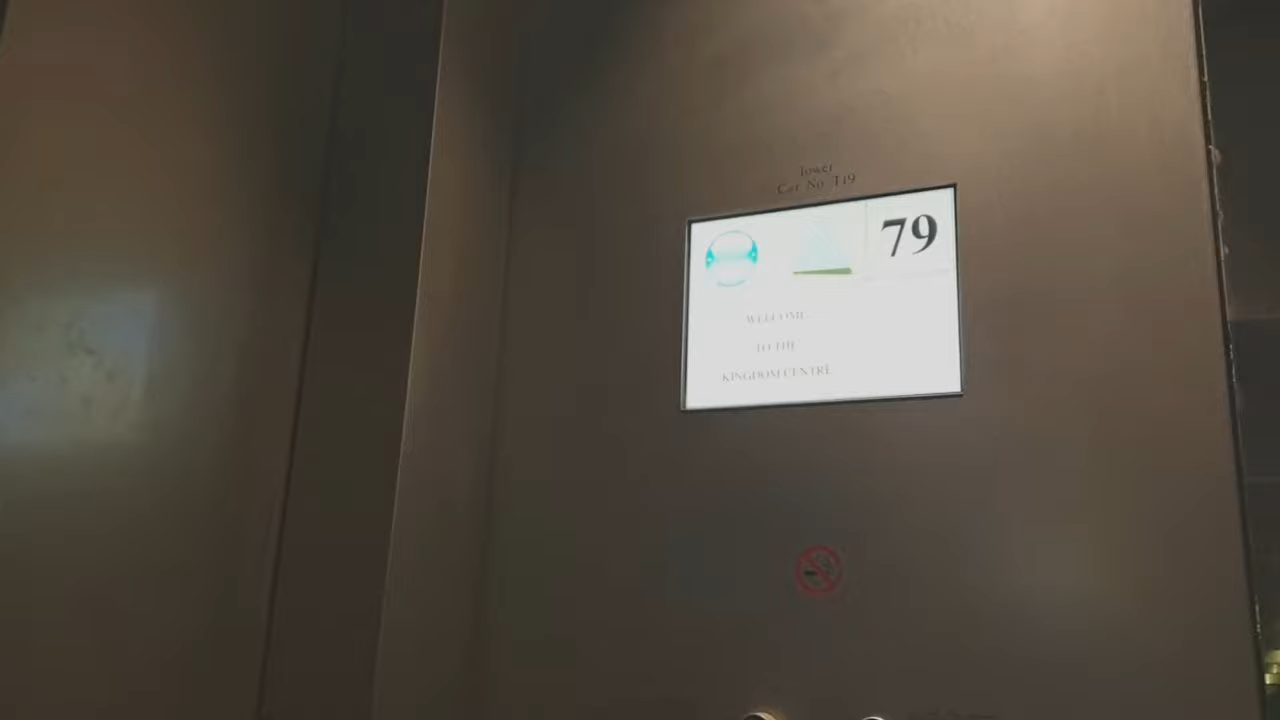 Tower
Car No T19
79
WELCOME...
TO THE
KINGDOM CENTRE